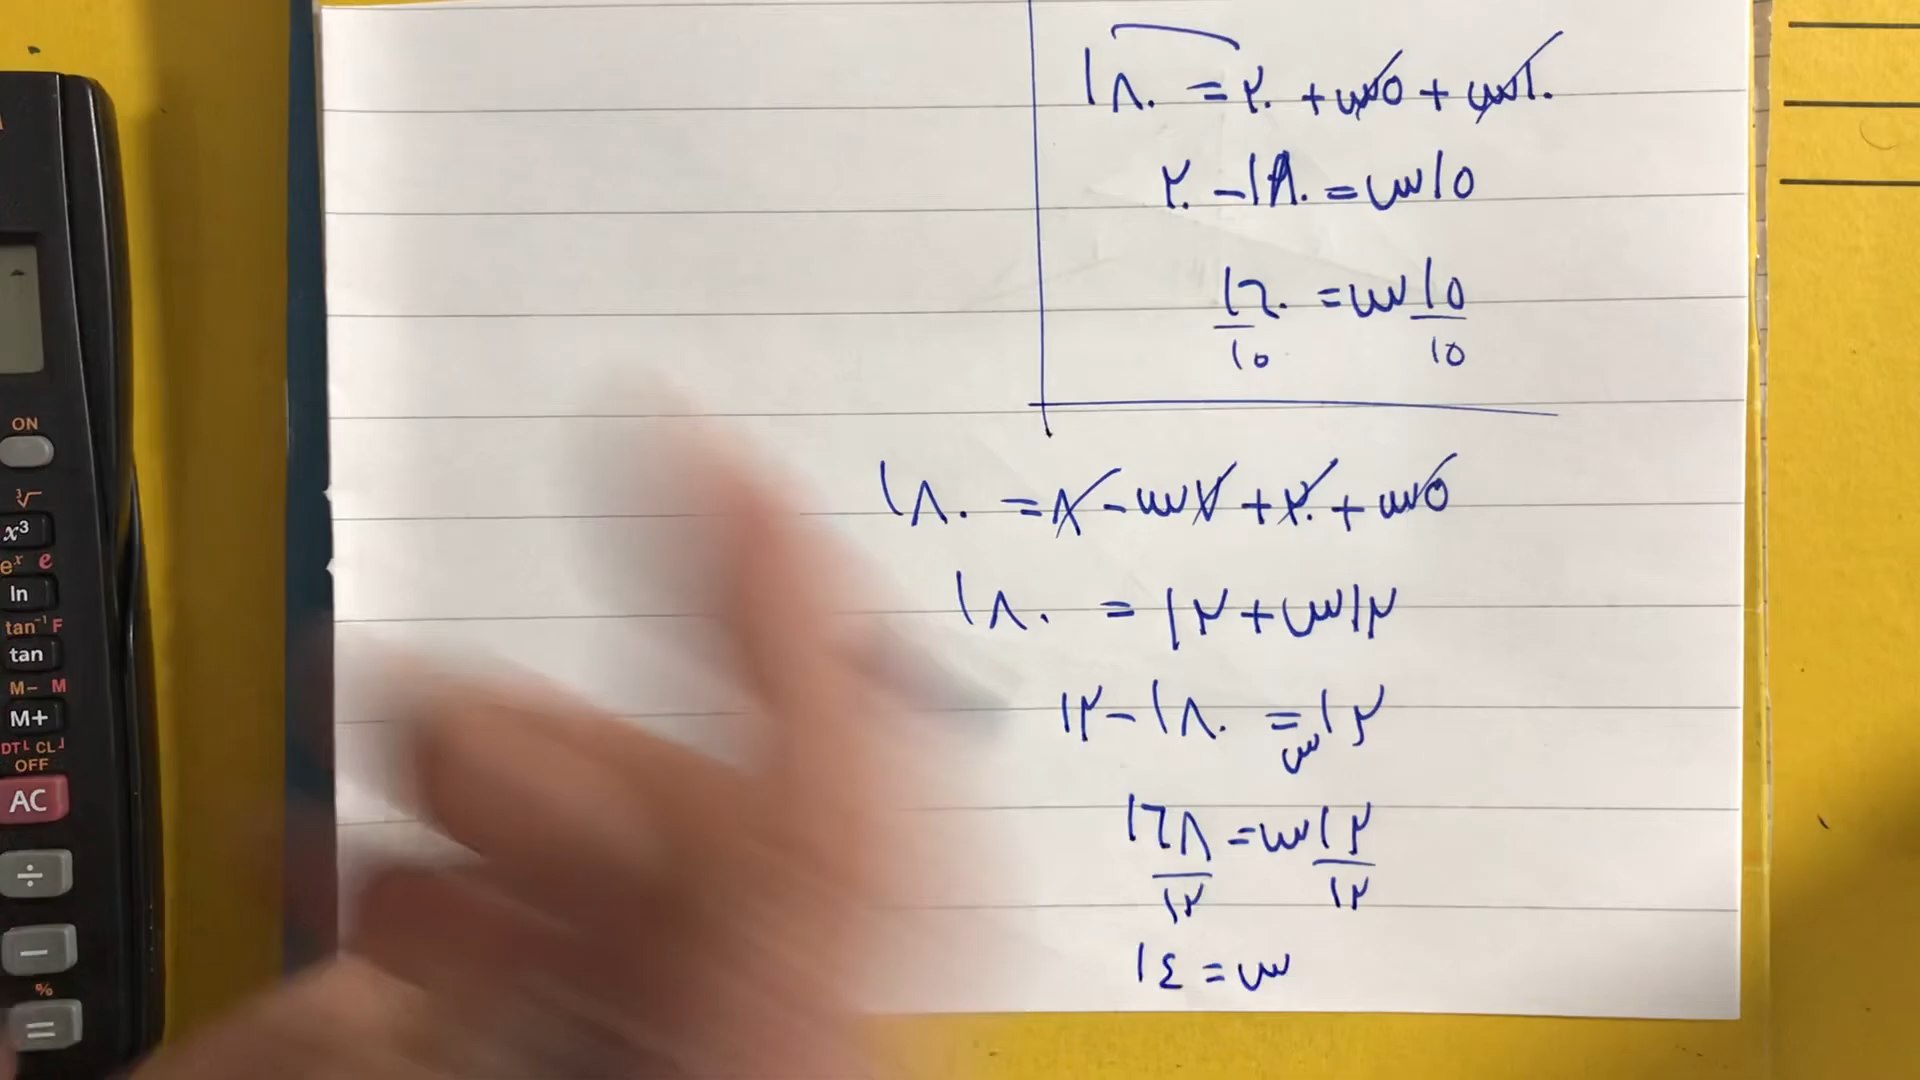 ١٠س + ٥س + ٢٠ = ١٨٠
١٥س = ١٨٠ - ٢٠
١٥س = ١٦٠
١٥ ١٥
٥س + ٢٠ + ٧س - ٨ = ١٨٠
١٢س + ١٢ = ١٨٠
١٢س = ١٨٠ - ١٢
١٢س = ١٦٨
١٢ ١٢
س = ١٤
ON
∛
x³
eˣ e
ln
tan⁻¹ F
tan
M- M
M+
CL
OFF
AC
÷
−
%
=